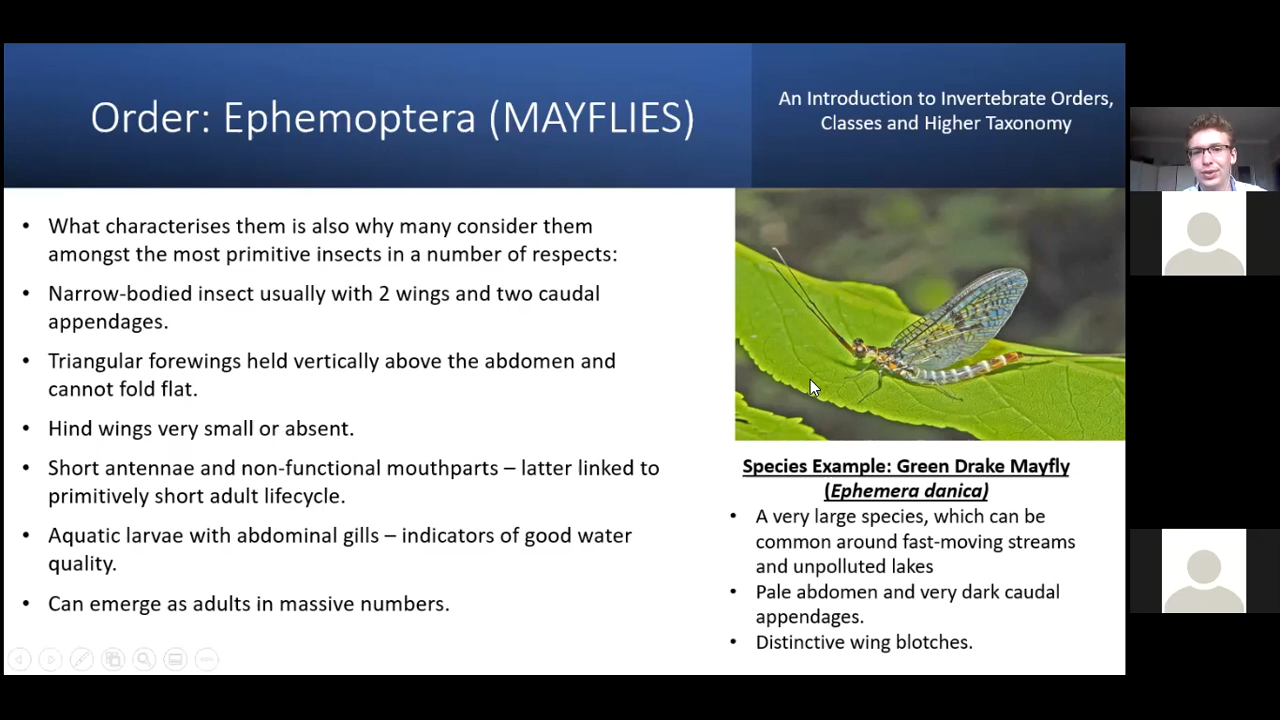 Order: Ephemoptera (MAYFLIES)
An Introduction to Invertebrate Orders,
Classes and Higher Taxonomy
• What characterises them is also why many consider them
amongst the most primitive insects in a number of respects:
• Narrow-bodied insect usually with 2 wings and two caudal
appendages.
• Triangular forewings held vertically above the abdomen and
cannot fold flat.
• Hind wings very small or absent.
• Short antennae and non-functional mouthparts – latter linked to
primitively short adult lifecycle.
• Aquatic larvae with abdominal gills – indicators of good water
quality.
• Can emerge as adults in massive numbers.
Species Example: Green Drake Mayfly
(Ephemera danica)
• A very large species, which can be
common around fast-moving streams
and unpolluted lakes
• Pale abdomen and very dark caudal
appendages.
• Distinctive wing blotches.